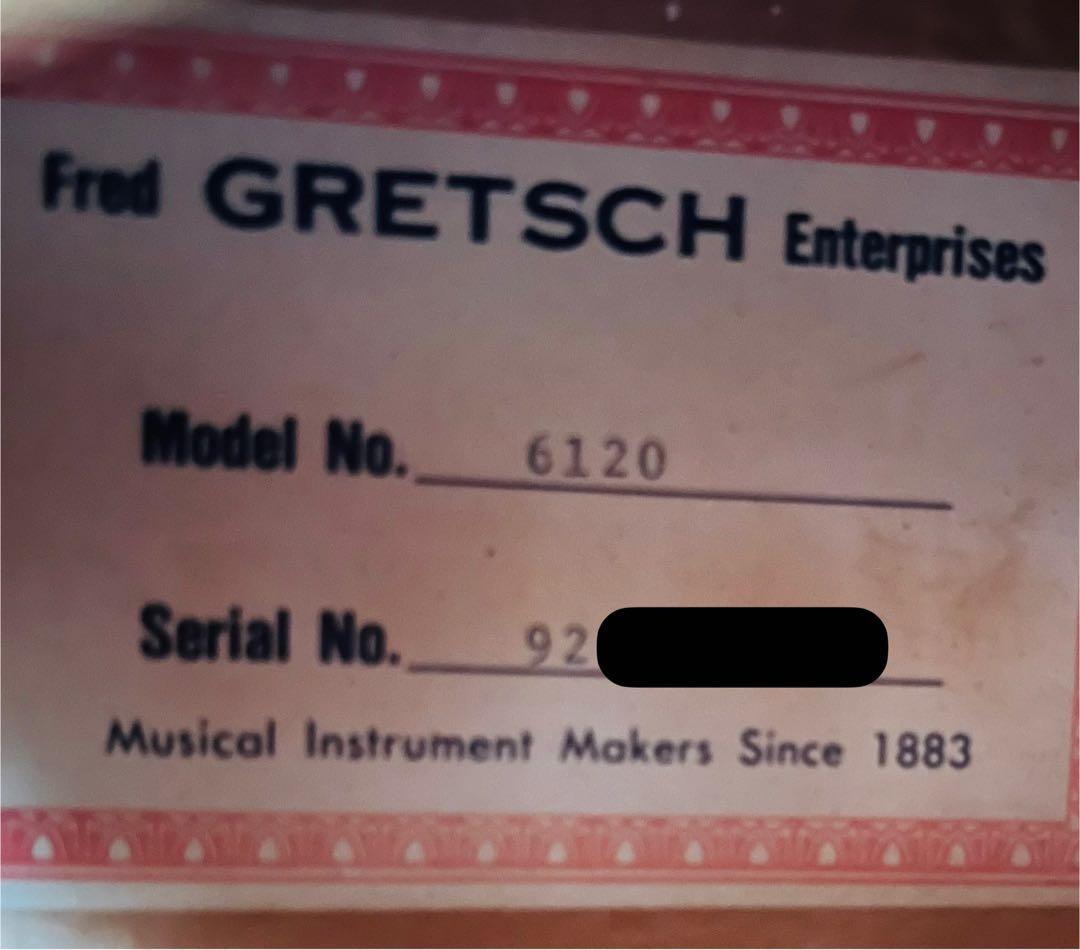 Fred GRETSCH Enterprises
Model No. 6120
Serial No. 92
Musical Instrument Makers Since 1883